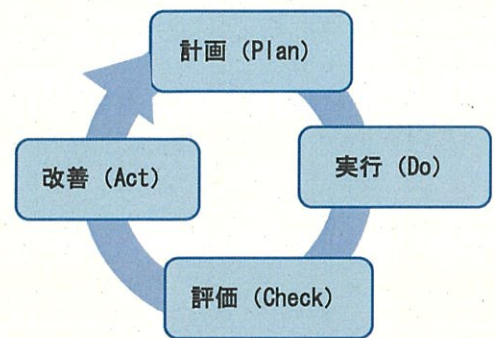 計画 (Plan)
実行 (Do)
評価 (Check)
改善 (Act)